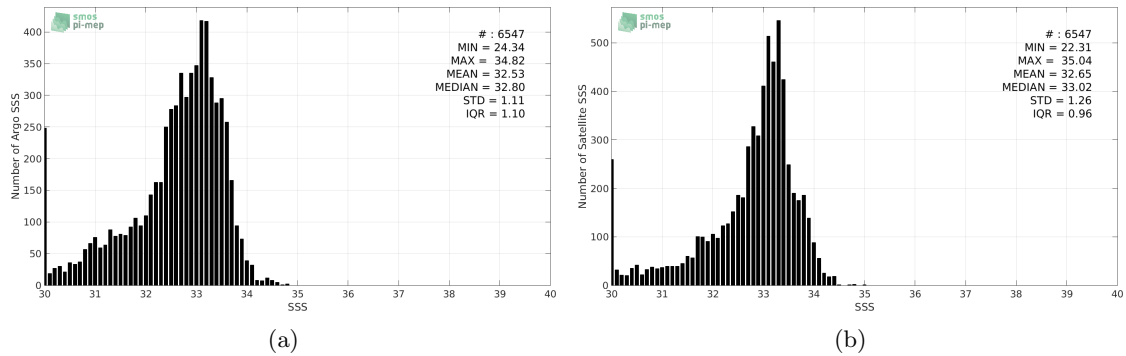 smos
pi-mep
# : 6547
MIN = 24.34
MAX = 34.82
MEAN = 32.53
MEDIAN = 32.80
STD = 1.11
IQR = 1.10
Number of Argo SSS
400
350
300
250
200
150
100
50
0
30 31 32 33 34 35 36 37 38 39 40
SSS
(a)
smos
pi-mep
# : 6547
MIN = 22.31
MAX = 35.04
MEAN = 32.65
MEDIAN = 33.02
STD = 1.26
IQR = 0.96
Number of Satellite SSS
500
400
300
200
100
0
30 31 32 33 34 35 36 37 38 39 40
SSS
(b)